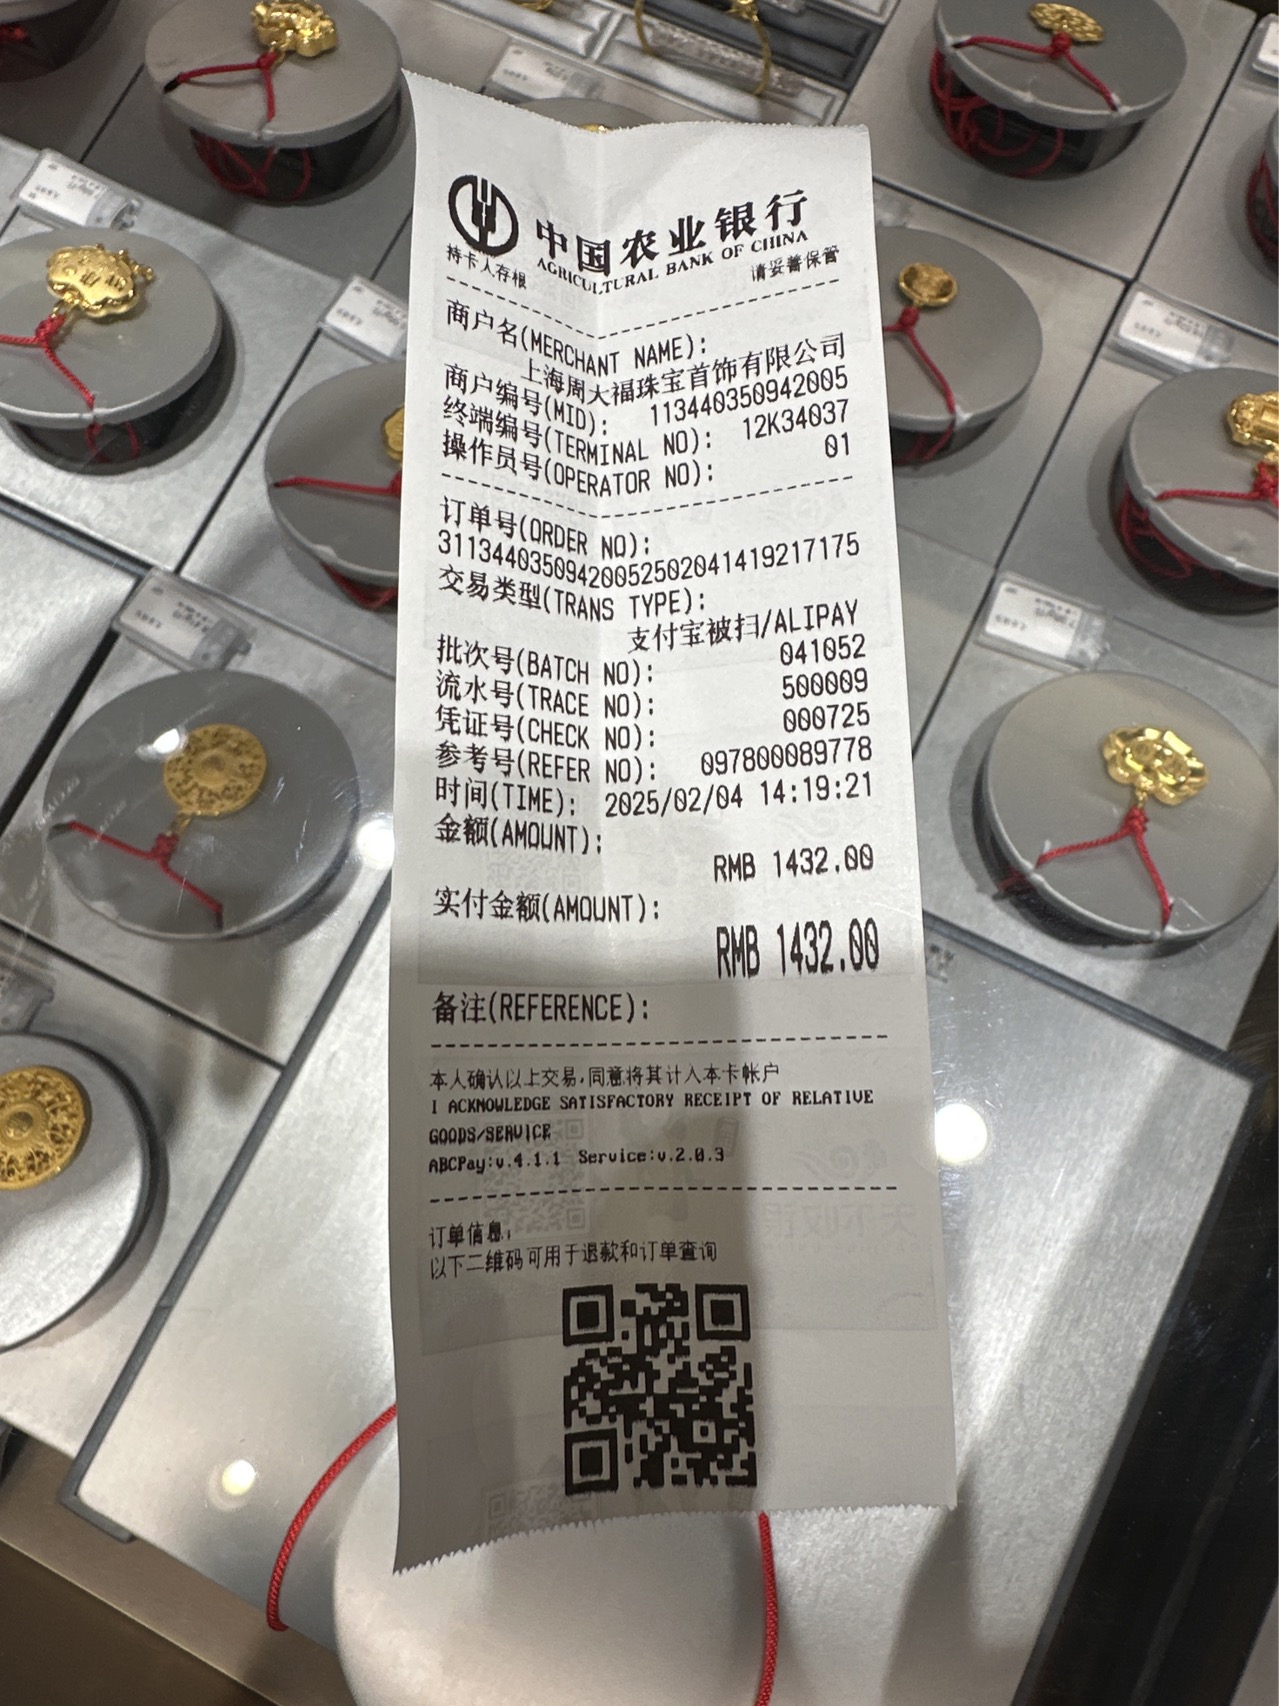 中国农业银行
AGRICULTURAL BANK OF CHINA
持卡人存根 请妥善保管
商户名(MERCHANT NAME):
上海周大福珠宝首饰有限公司
商户编号(MID): 113440350942005
终端编号(TERMINAL NO): 12K34037
操作员号(OPERATOR NO): 01
订单号(ORDER NO):
31134403509420052502041419217175
交易类型(TRANS TYPE):
支付宝被扫/ALIPAY
批次号(BATCH NO): 041052
流水号(TRACE NO): 500009
凭证号(CHECK NO): 000725
参考号(REFER NO): 097800089778
时间(TIME): 2025/02/04 14:19:21
金额(AMOUNT):
RMB 1432.00
实付金额(AMOUNT):
RMB 1432.00
备注(REFERENCE):
本人确认以上交易,同意将其计入本卡帐户
I ACKNOWLEDGE SATISFACTORY RECEIPT OF RELATIVE
GOODS/SERVICE
ABCPay:v.4.1.1 Service:v.2.0.3
订单信息:
以下二维码可用于退款和订单查询